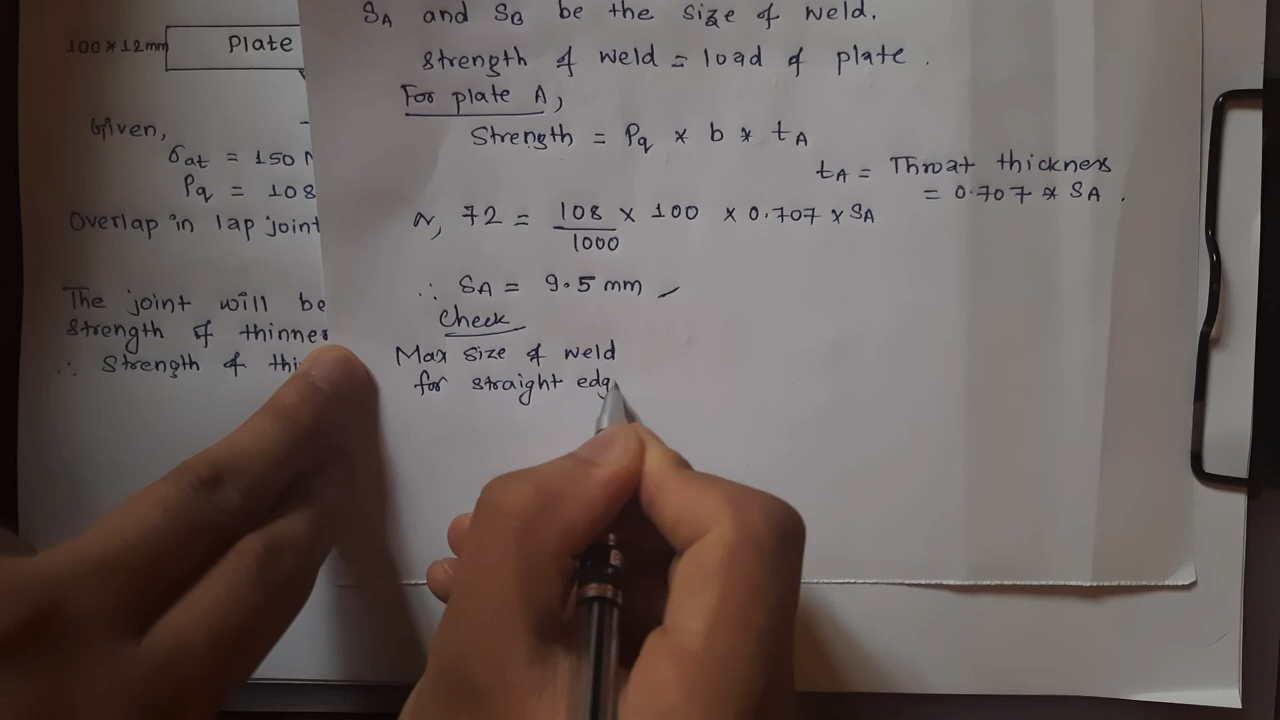 100 * 12mm
Plate
Given,
σat = 150
Pq = 108
Overlap in lap joint
The joint will be
strength of thinner
∴ Strength of thi
SA and SB be the size of weld.
Strength of weld = load of plate.
For plate A,
Strength = Pq * b * tA
tA = Throat thickness
= 0.707 * SA.
or, 72 = 108/1000 × 100 × 0.707 × SA
∴ SA = 9.5 mm
Check
Max size of weld
for straight edg